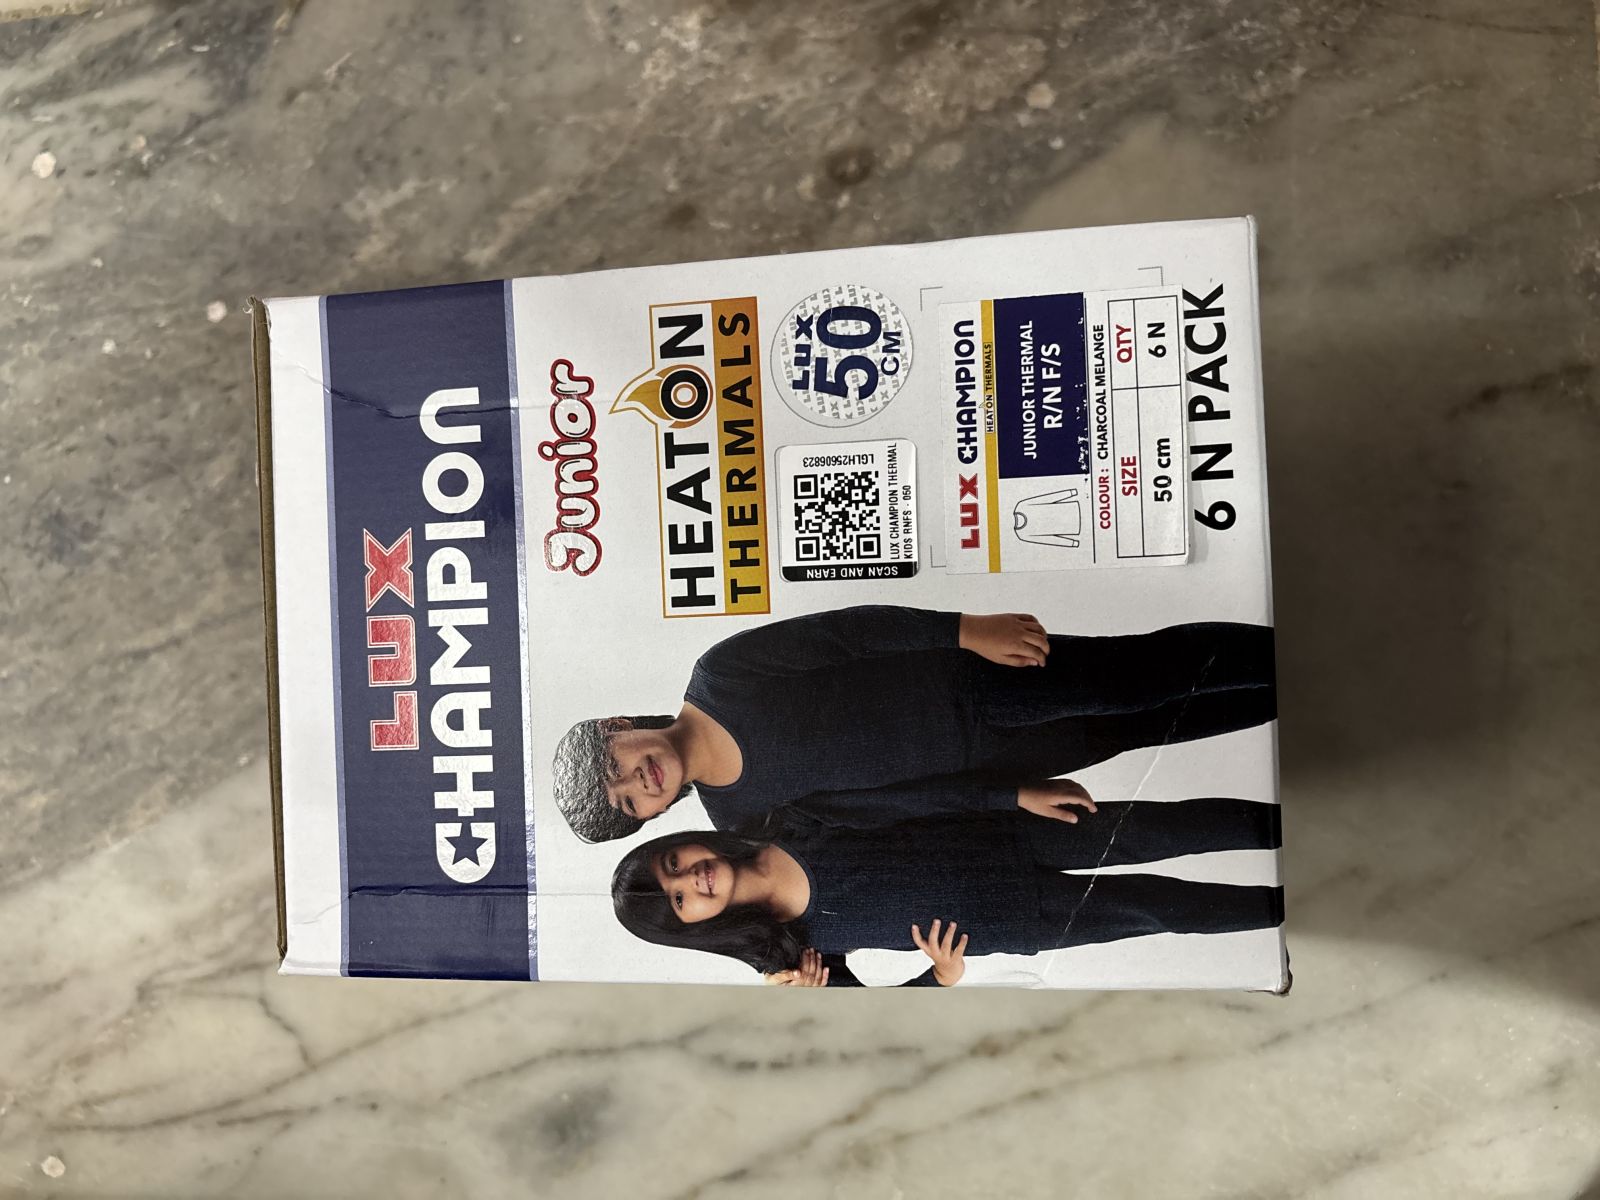 LUX
CHAMPION
Junior
HEATON
THERMALS
LUX
50
CM
SCAN AND EARN
LGLH25606823
LUX CHAMPION THERMAL
KIDS RNFS - 050
LUX CHAMPION
HEATON THERMALS
JUNIOR THERMAL
R/N F/S
COLOUR : CHARCOAL MELANGE
SIZE QTY
50 cm 6 N
6 N PACK